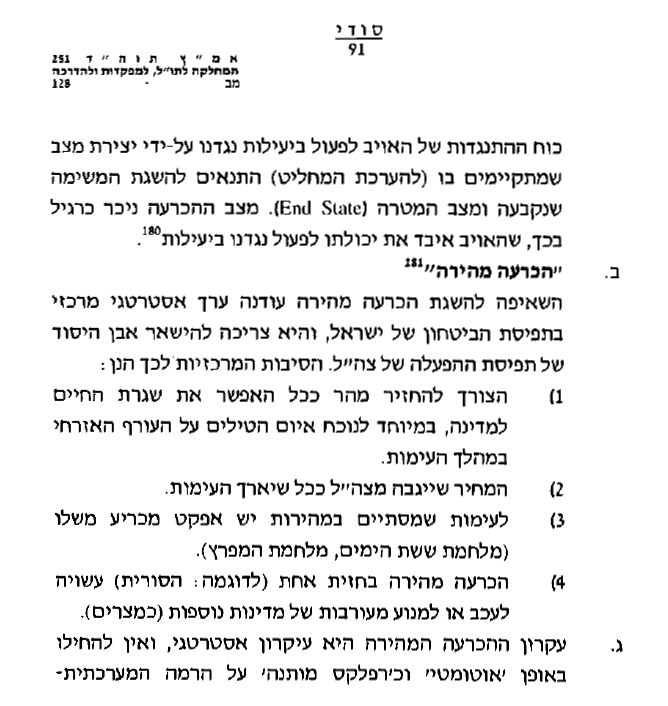 סודי
91
אמ"ץ תוה"ד 251
המחלקה לתו"ל, למפקדות ולהדרכה
מב - 128
כוח ההתנגדות של האויב לפעול ביעילות נגדנו על-ידי יצירת מצב
שמתקיימים בו (להערכת המחליט) התנאים להשגת המשימה
שנקבעה ומצב המטרה (End State). מצב ההכרעה ניכר כרגיל
בכך, שהאויב איבד את יכולתו לפעול נגדנו ביעילות180.
ב. "הכרעה מהירה"181
השאיפה להשגת הכרעה מהירה עודנה ערך אסטרטגי מרכזי
בתפיסת הביטחון של ישראל, והיא צריכה להישאר אבן היסוד
של תפיסת ההפעלה של צה"ל. הסיבות המרכזיות לכך הנן:
1) הצורך להחזיר מהר ככל האפשר את שגרת החיים
למדינה, במיוחד לנוכח איום הטילים על העורף האזרחי
במהלך העימות.
2) המחיר שייגבה מצה"ל ככל שיארך העימות.
3) לעימות שמסתיים במהירות יש אפקט מכריע משלו
(מלחמת ששת הימים, מלחמת המפרץ).
4) הכרעה מהירה בחזית אחת (לדוגמה: הסורית) עשויה
לעכב או למנוע מעורבות של מדינות נוספות (כמצרים).
ג. עקרון ההכרעה המהירה היא עיקרון אסטרטגי, ואין להחילו
באופן 'אוטומטי' וכ'רפלקס מותנה' על הרמה המערכתית-